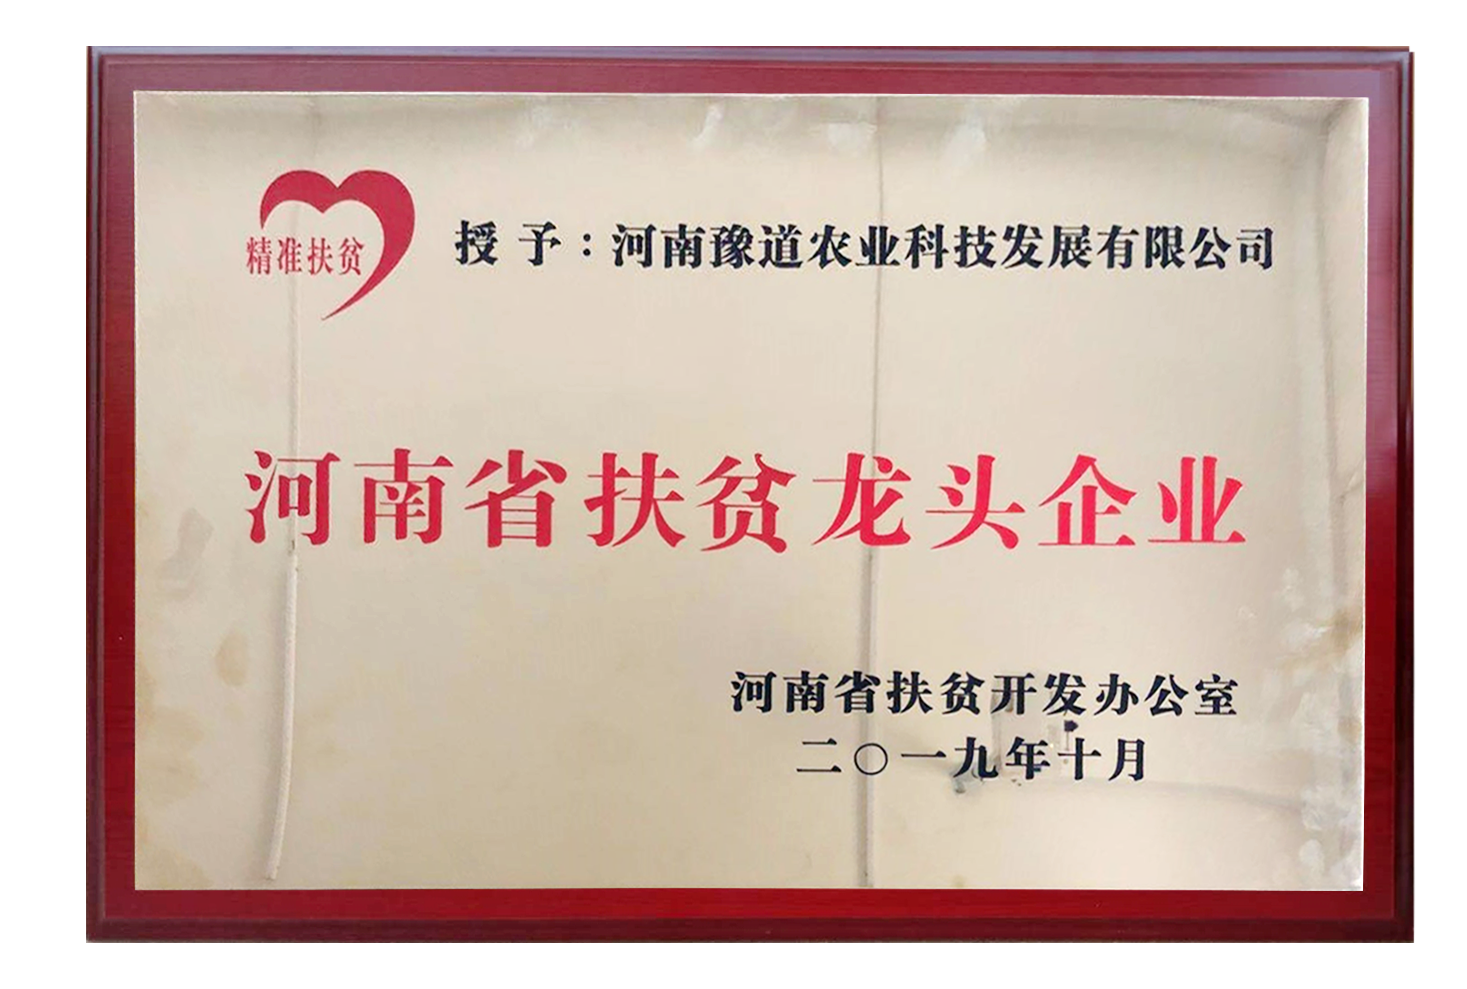 精准扶贫
授予：河南豫道农业科技发展有限公司
河南省扶贫龙头企业
河南省扶贫开发办公室
二〇一九年十月